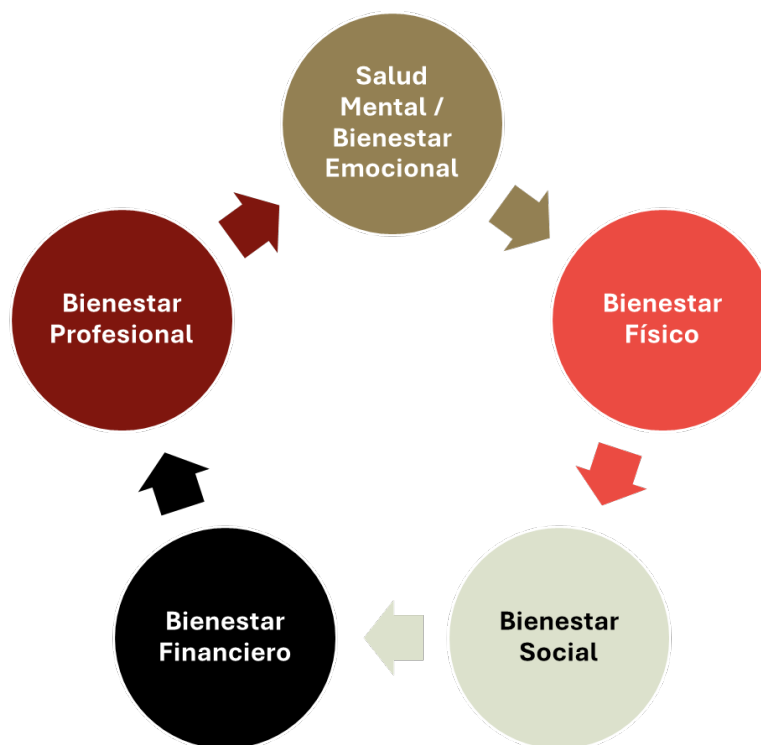 Salud
Mental /
Bienestar
Emocional
Bienestar
Profesional
Bienestar
Físico
Bienestar
Financiero
Bienestar
Social